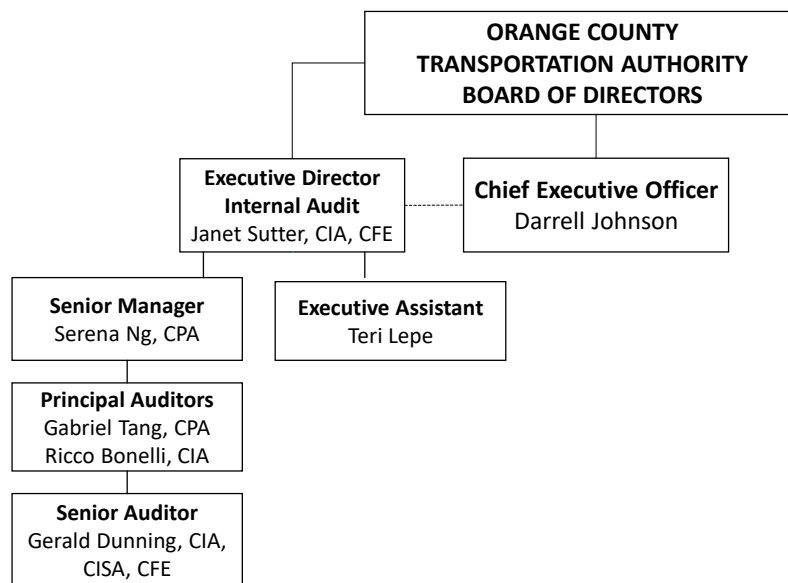 ORANGE COUNTY
TRANSPORTATION AUTHORITY
BOARD OF DIRECTORS
Executive Director
Internal Audit
Janet Sutter, CIA, CFE
Chief Executive Officer
Darrell Johnson
Senior Manager
Serena Ng, CPA
Executive Assistant
Teri Lepe
Principal Auditors
Gabriel Tang, CPA
Ricco Bonelli, CIA
Senior Auditor
Gerald Dunning, CIA,
CISA, CFE